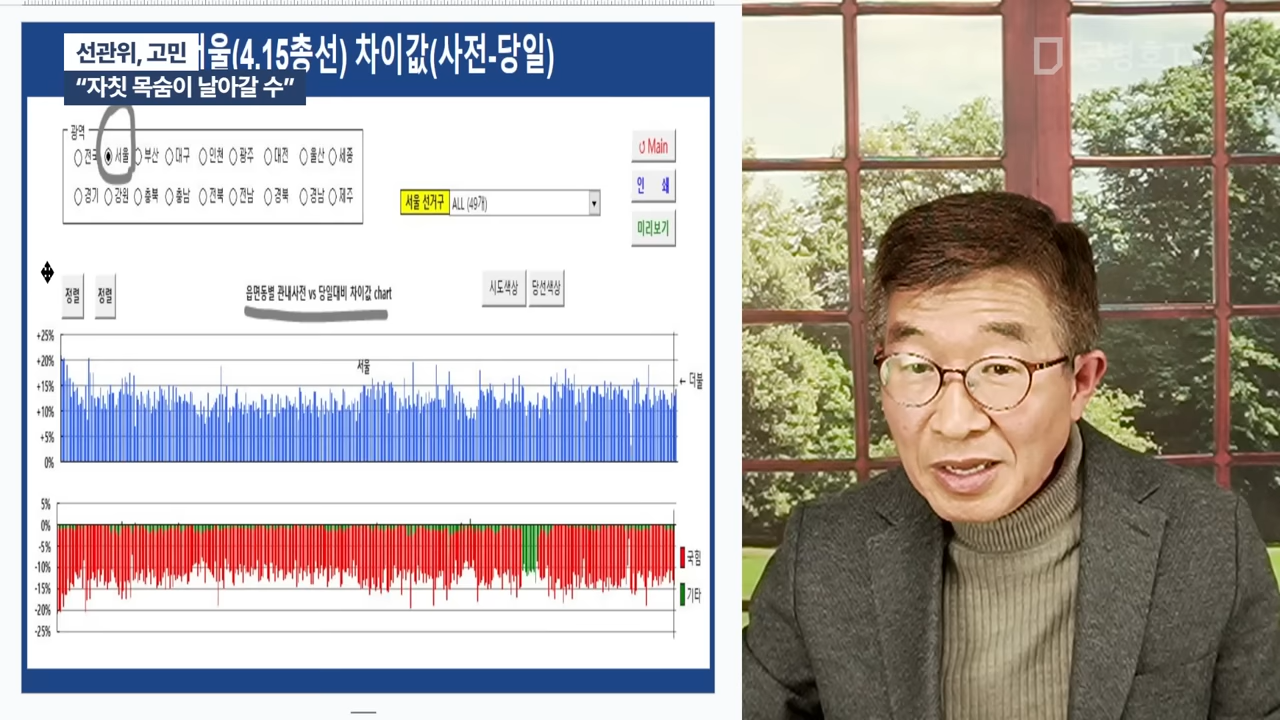 선관위, 고민
서울(4.15총선) 차이값(사전-당일)
“자칫 목숨이 날아갈 수”
공병호TV
광역
전국 서울 부산 대구 인천 광주 대전 울산 세종
경기 강원 충북 충남 전북 전남 경북 경남 제주
서울 선거구 ALL (49개)
↺ Main
인 쇄
미리보기
정렬 정렬
읍면동별 관내사전 vs 당일대비 차이값 chart
시도색상 당선색상
+25%
+20%
+15%
+10%
+5%
0%
서울
← 더불
5%
0%
-5%
-10%
-15%
-20%
-25%
국힘
기타